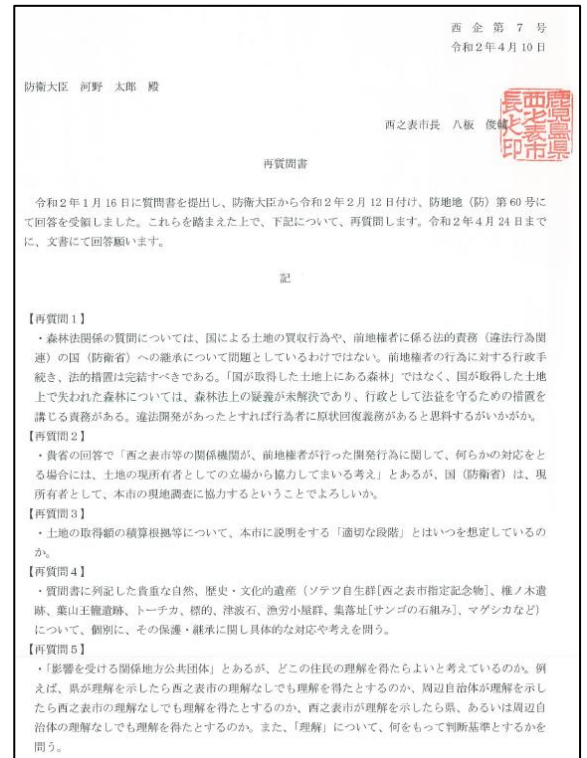 西企第７号
令和２年４月10日
防衛大臣　河野　太郎　殿
西之表市長　八板　俊輔
鹿児島県
西之表市
長之印
再質問書
令和２年１月16日に質問書を提出し、防衛大臣から令和２年２月12日付け、防地地（防）第60号に
て回答を受領しました。これらを踏まえた上で、下記について、再質問します。令和２年４月24日まで
に、文書にて回答願います。
記
【再質問１】
・森林法関係の質問については、国による土地の買収行為や、前地権者に係る法的責務（違法行為関
連）の国（防衛省）への継承について問題としているわけではない。前地権者の行為に対する行政手
続き、法的措置は完結すべきである。「国が取得した土地上にある森林」ではなく、国が取得した土地
上で失われた森林については、森林法上の疑義が未解決であり、行政として法益を守るための措置を
講じる責務がある。違法開発があったとすれば行為者に原状回復義務があると思料するがいかがか。
【再質問２】
・貴省の回答で「西之表市等の関係機関が、前地権者が行った開発行為に関して、何らかの対応をと
る場合には、土地の現所有者としての立場から協力してまいる考え」とあるが、国（防衛省）は、現
所有者として、本市の現地調査に協力するということでよろしいか。
【再質問３】
・土地の取得額の積算根拠等について、本市に説明をする「適切な段階」とはいつを想定しているの
か。
【再質問４】
・質問書に列記した貴重な自然、歴史・文化的遺産（ソテツ自生群[西之表市指定記念物]、椎ノ木遺
跡、葉山王籠遺跡、トーチカ、標的、津波石、漁労小屋群、集落址[サンゴの石組み]、マゲシカなど）
について、個別に、その保護・継承に関し具体的な対応や考えを問う。
【再質問５】
・「影響を受ける関係地方公共団体」とあるが、どこの住民の理解を得たらよいと考えているのか。例
えば、県が理解を示したら西之表市の理解なしでも理解を得たとするのか、周辺自治体が理解を示し
たら西之表市の理解なしでも理解を得たとするのか、西之表市が理解を示したら県、あるいは周辺自
治体の理解なしでも理解を得たとするのか。また、「理解」について、何をもって判断基準とするかを
問う。